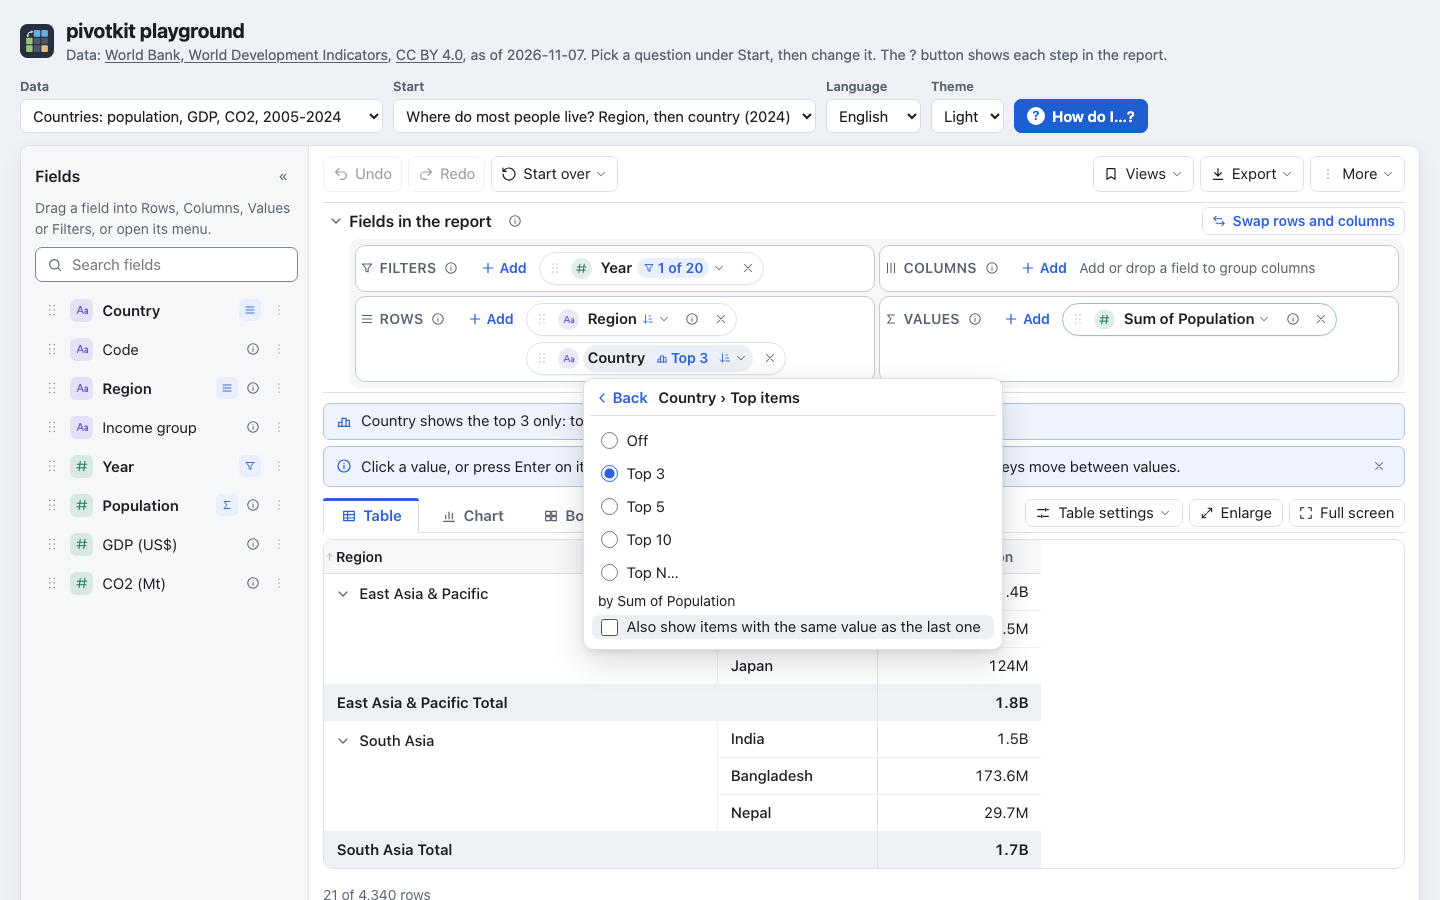 pivotkit playground
Data: World Bank, World Development Indicators, CC BY 4.0, as of 2026-11-07. Pick a question under Start, then change it. The ? button shows each step in the report.
Data
Start
Language
Theme
Countries: population, GDP, CO2, 2005-2024
Where do most people live? Region, then country (2024)
English
Light
? How do I...?
Fields
«
Drag a field into Rows, Columns, Values
or Filters, or open its menu.
Search fields
Aa Country
Aa Code
Aa Region
Aa Income group
# Year
# Population Σ
# GDP (US$)
# CO2 (Mt)
Undo
Redo
Start over
Views
Export
More
Fields in the report
Swap rows and columns
FILTERS
+ Add
# Year 1 of 20
COLUMNS
+ Add
Add or drop a field to group columns
ROWS
+ Add
Aa Region
Aa Country Top 3
Σ VALUES
+ Add
# Sum of Population
Country shows the top 3 only: to
Click a value, or press Enter on it
eys move between values.
Back Country › Top items
Off
Top 3
Top 5
Top 10
Top N...
by Sum of Population
Also show items with the same value as the last one
Table
Chart
Bo
Table settings
Enlarge
Full screen
↑ Region
on
East Asia & Pacific
.4B
.5M
Japan 124M
East Asia & Pacific Total 1.8B
South Asia India 1.5B
Bangladesh 173.6M
Nepal 29.7M
South Asia Total 1.7B
21 of 4,340 rows